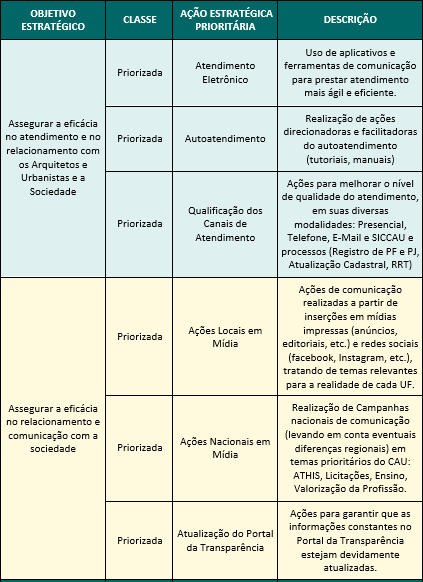 OBJETIVO
ESTRATÉGICO
CLASSE
AÇÃO ESTRATÉGICA
PRIORITÁRIA
DESCRIÇÃO
Assegurar a eficácia
no atendimento e no
relacionamento com
os Arquitetos e
Urbanistas e a
Sociedade
Priorizada
Atendimento
Eletrônico
Uso de aplicativos e
ferramentas de comunicação
para prestar atendimento
mais ágil e eficiente.
Priorizada
Autoatendimento
Realização de ações
direcionadoras e facilitadoras
do autoatendimento
(tutoriais, manuais)
Priorizada
Qualificação dos
Canais de
Atendimento
Ações para melhorar o nível
de qualidade do atendimento,
em suas diversas
modalidades: Presencial,
Telefone, E-Mail e SICCAU e
processos (Registro de PF e PJ,
Atualização Cadastral, RRT)
Assegurar a eficácia
no relacionamento e
comunicação com a
sociedade
Priorizada
Ações Locais em
Mídia
Ações de comunicação
realizadas a partir de
inserções em mídias
impressas (anúncios,
editoriais, etc.) e redes sociais
(facebook, Instagram, etc.),
tratando de temas relevantes
para a realidade de cada UF.
Priorizada
Ações Nacionais em
Mídia
Realização de Campanhas
nacionais de comunicação
(levando em conta eventuais
diferenças regionais) em
temas prioritários do CAU:
ATHIS, Licitações, Ensino,
Valorização da Profissão.
Priorizada
Atualização do Portal
da Transparência
Ações para garantir que as
informações constantes no
Portal da Transparência
estejam devidamente
atualizadas.